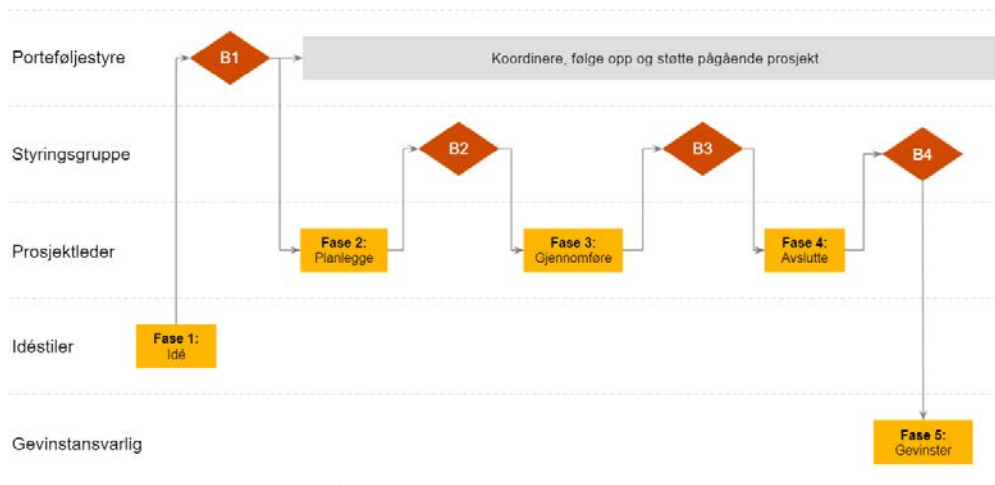 Porteføljestyre
B1
Koordinere, følge opp og støtte pågående prosjekt
Styringsgruppe
B2
B3
B4
Prosjektleder
Fase 2:
Planlegge
Fase 3:
Gjennomføre
Fase 4:
Avslutte
Idéstiler
Fase 1:
Idé
Gevinstansvarlig
Fase 5:
Gevinster